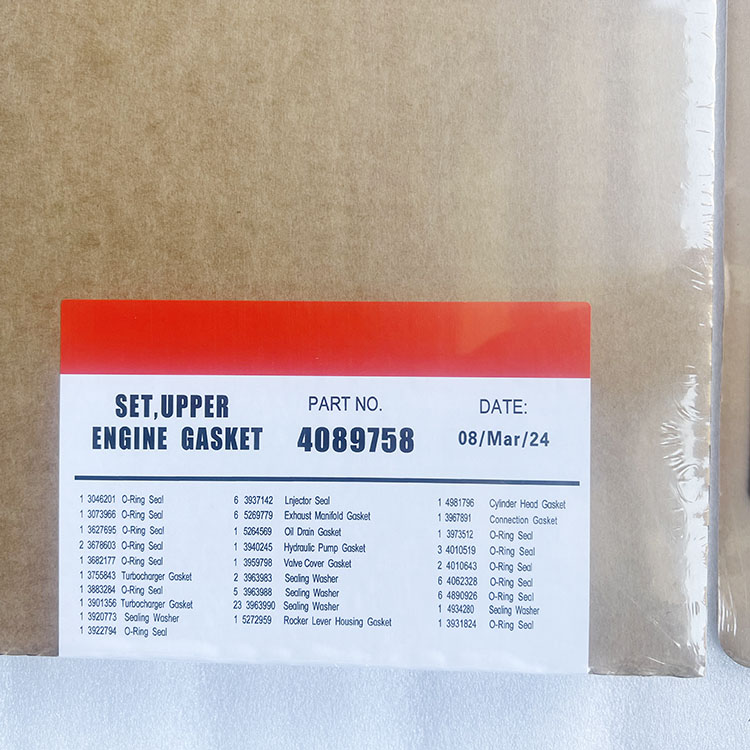 SET,UPPER
ENGINE GASKET
PART NO.
4089758
DATE:
08/Mar/24
1 3046201 O-Ring Seal
1 3073966 O-Ring Seal
1 3627695 O-Ring Seal
2 3678603 O-Ring Seal
1 3682177 O-Ring Seal
1 3755843 Turbocharger Gasket
1 3883284 O-Ring Seal
1 3901356 Turbocharger Gasket
1 3920773 Sealing Washer
1 3922794 O-Ring Seal
6 3937142 Lnjector Seal
6 5269779 Exhaust Manifold Gasket
1 5264569 Oil Drain Gasket
1 3940245 Hydraulic Pump Gasket
1 3959798 Valve Cover Gasket
2 3963983 Sealing Washer
5 3963988 Sealing Washer
23 3963990 Sealing Washer
1 5272959 Rocker Lever Housing Gasket
1 4981796 Cylinder Head Gasket
1 3967891 Connection Gasket
1 3973512 O-Ring Seal
3 4010519 O-Ring Seal
2 4010643 O-Ring Seal
6 4062328 O-Ring Seal
6 4890926 O-Ring Seal
1 4934280 Sealing Washer
1 3931824 O-Ring Seal